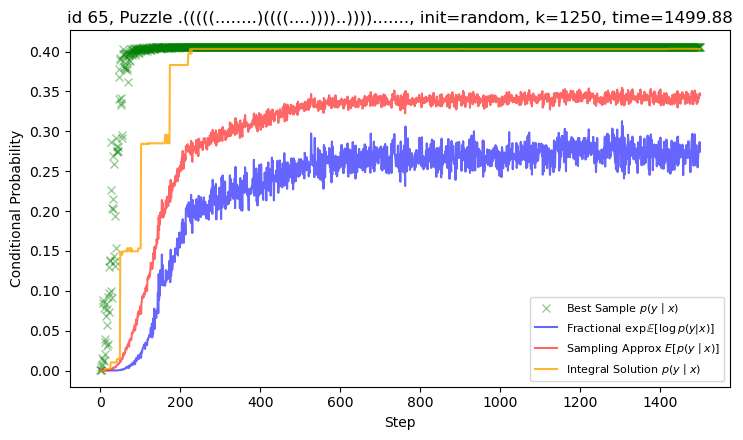 id 65, Puzzle .(((((........)((((....))))..))))......., init=random, k=1250, time=1499.88
Conditional Probability
0.40
0.35
0.30
0.25
0.20
0.15
0.10
0.05
0.00
Best Sample p(y | x)
Fractional exp𝔼[log p(y|x)]
Sampling Approx E[p(y | x)]
Integral Solution p(y | x)
0 200 400 600 800 1000 1200 1400
Step